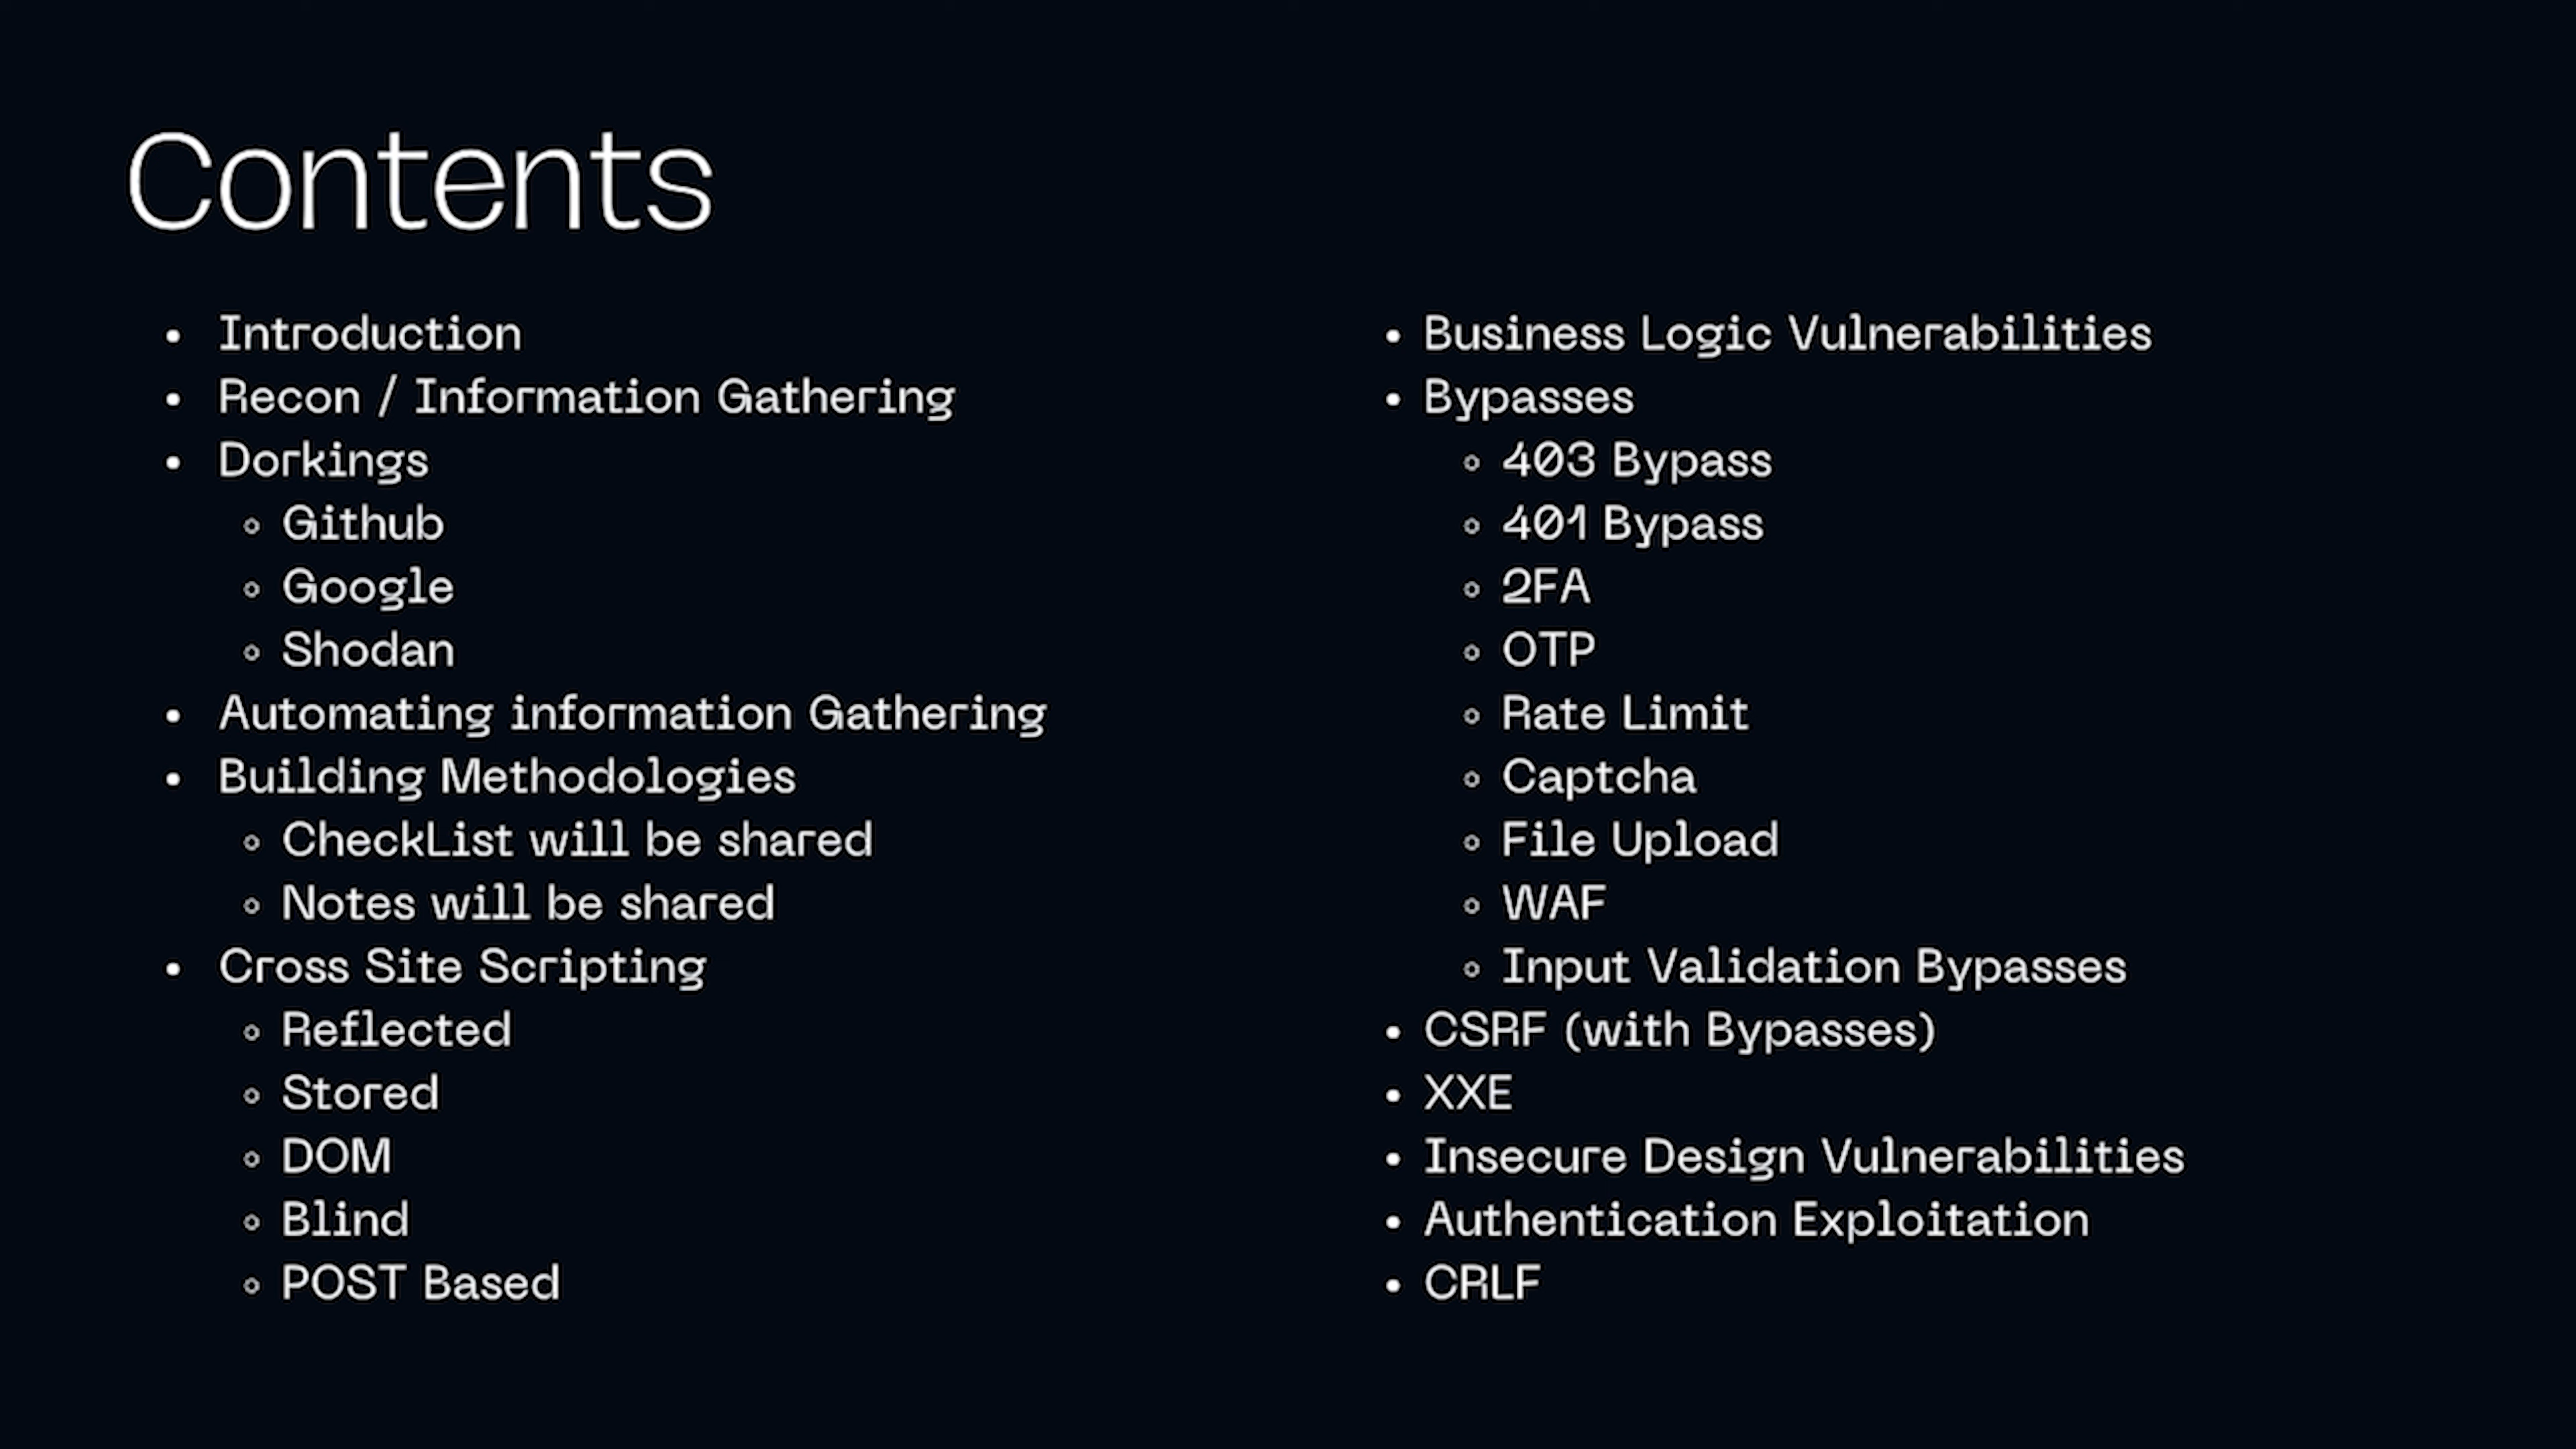 Contents
• Introduction
• Recon / Information Gathering
• Dorkings
◦ Github
◦ Google
◦ Shodan
• Automating information Gathering
• Building Methodologies
◦ CheckList will be shared
◦ Notes will be shared
• Cross Site Scripting
◦ Reflected
◦ Stored
◦ DOM
◦ Blind
◦ POST Based
• Business Logic Vulnerabilities
• Bypasses
◦ 403 Bypass
◦ 401 Bypass
◦ 2FA
◦ OTP
◦ Rate Limit
◦ Captcha
◦ File Upload
◦ WAF
◦ Input Validation Bypasses
• CSRF (with Bypasses)
• XXE
• Insecure Design Vulnerabilities
• Authentication Exploitation
• CRLF